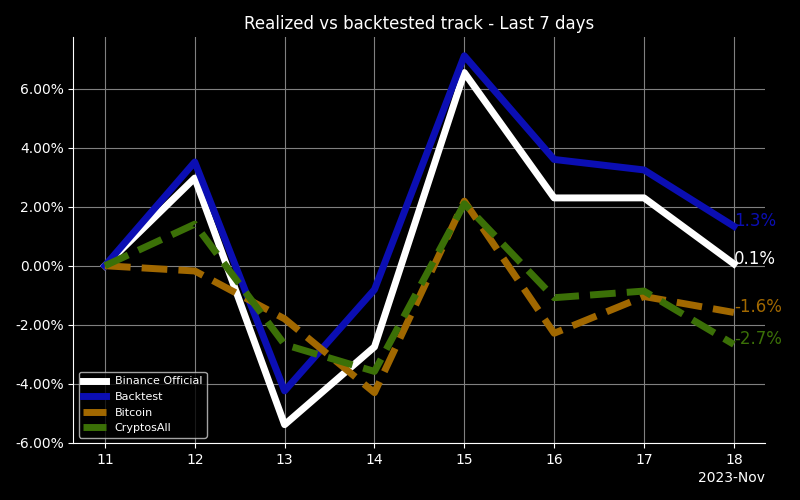 Realized vs backtested track - Last 7 days
6.00%
4.00%
2.00%
0.00%
-2.00%
-4.00%
-6.00%
1.3%
0.1%
-1.6%
-2.7%
Binance Official
Backtest
Bitcoin
CryptosAll
11 12 13 14 15 16 17 18
2023-Nov